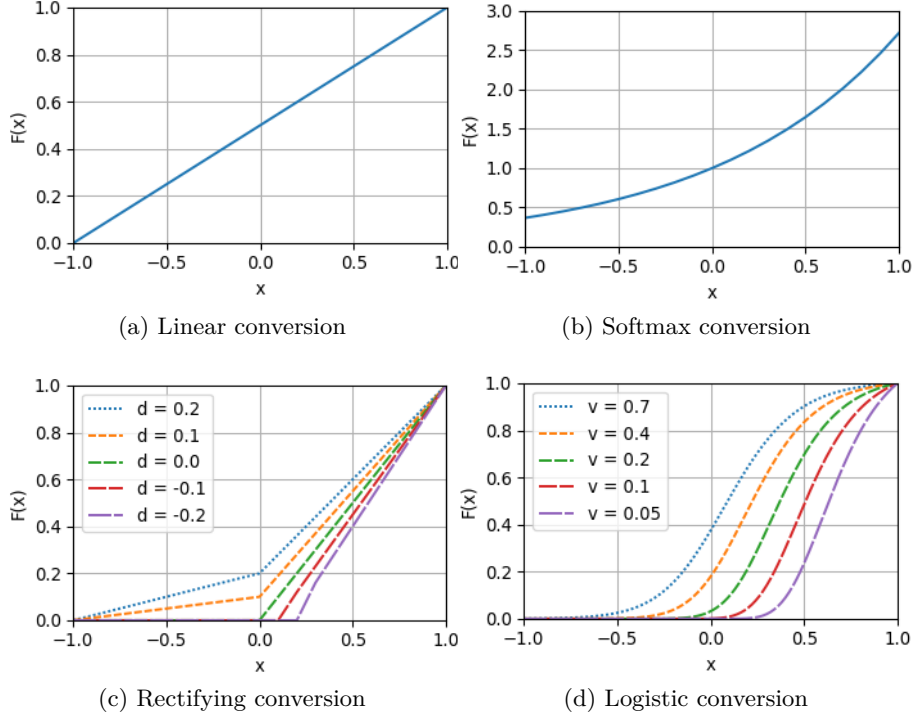 1.0
0.8
0.6
0.4
0.2
0.0
F(x)
−1.0 −0.5 0.0 0.5 1.0
x
(a) Linear conversion
3.0
2.5
2.0
1.5
1.0
0.5
0.0
F(x)
−1.0 −0.5 0.0 0.5 1.0
x
(b) Softmax conversion
1.0
0.8
0.6
0.4
0.2
0.0
F(x)
d = 0.2
d = 0.1
d = 0.0
d = -0.1
d = -0.2
−1.0 −0.5 0.0 0.5 1.0
x
(c) Rectifying conversion
1.0
0.8
0.6
0.4
0.2
0.0
F(x)
v = 0.7
v = 0.4
v = 0.2
v = 0.1
v = 0.05
−1.0 −0.5 0.0 0.5 1.0
x
(d) Logistic conversion